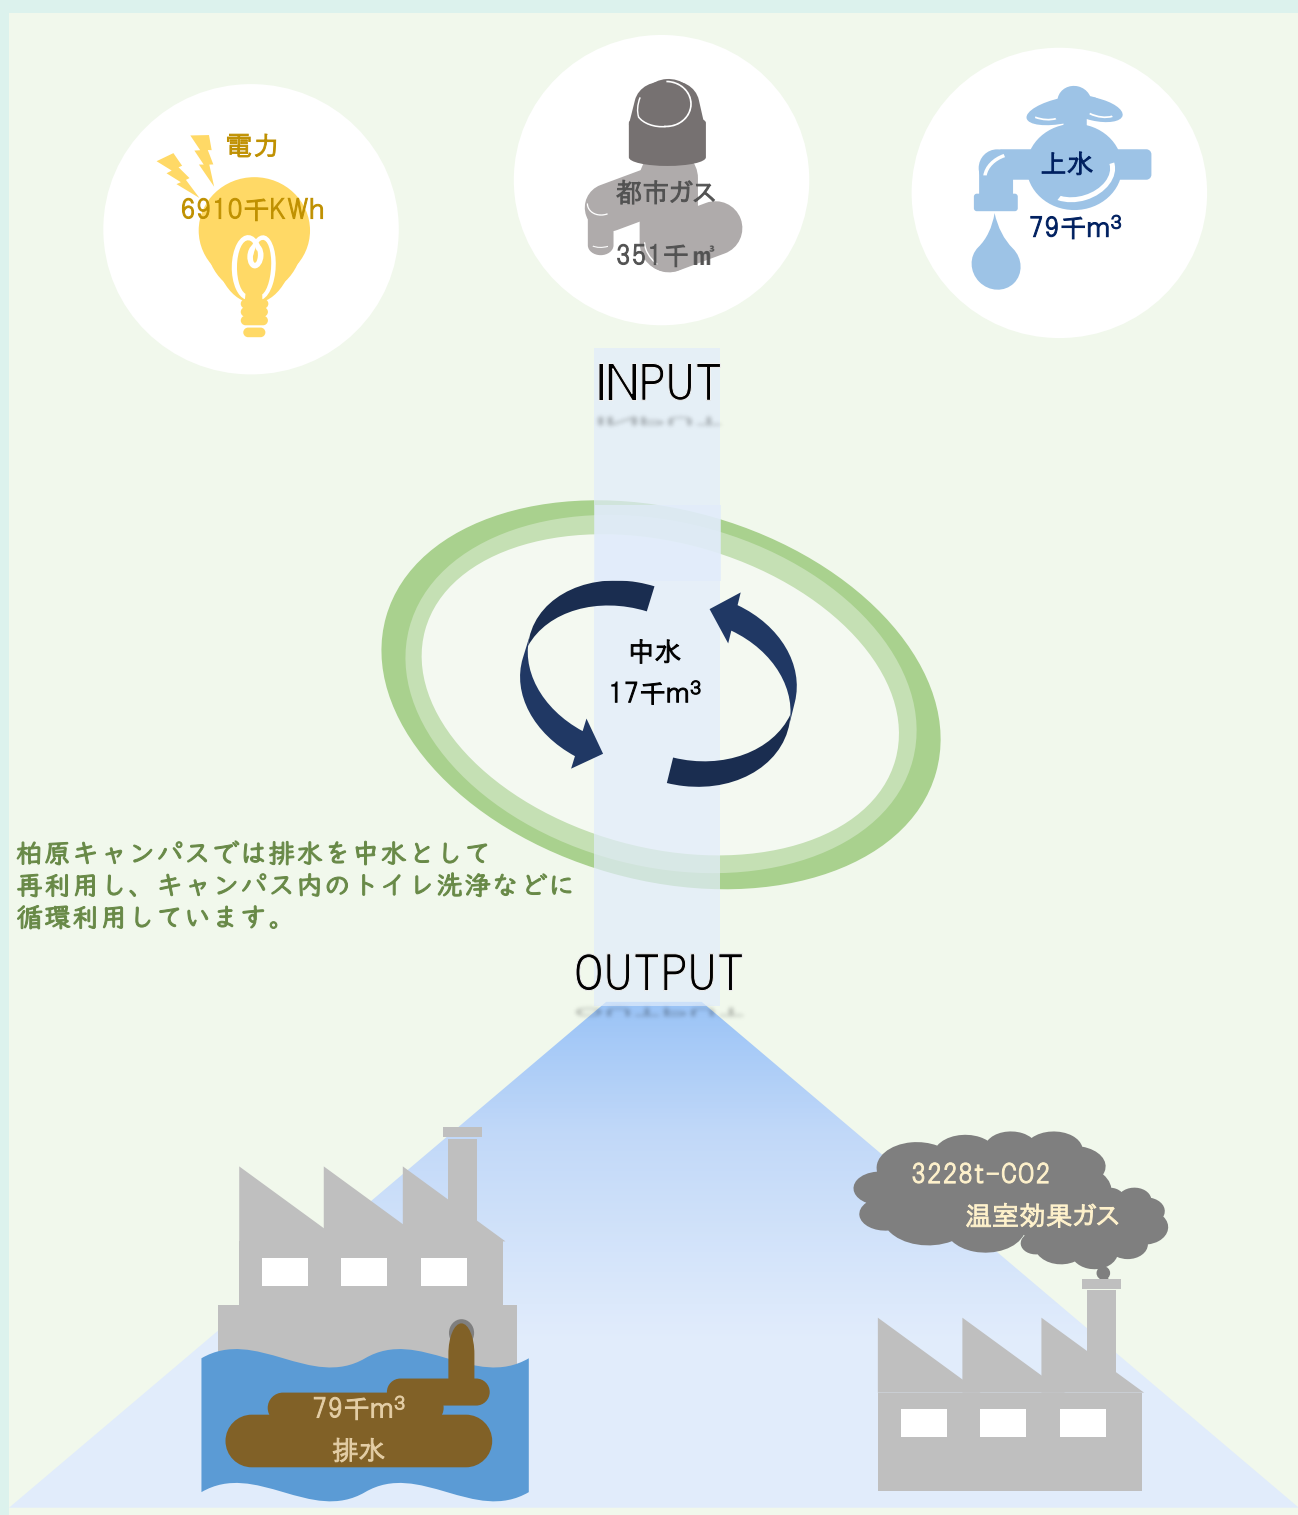 電力
6910千KWh
都市ガス
351千㎥
上水
79千m³
INPUT
中水
17千m³
柏原キャンパスでは排水を中水として
再利用し、キャンパス内のトイレ洗浄などに
循環利用しています。
OUTPUT
3228t-CO2
温室効果ガス
79千m³
排水